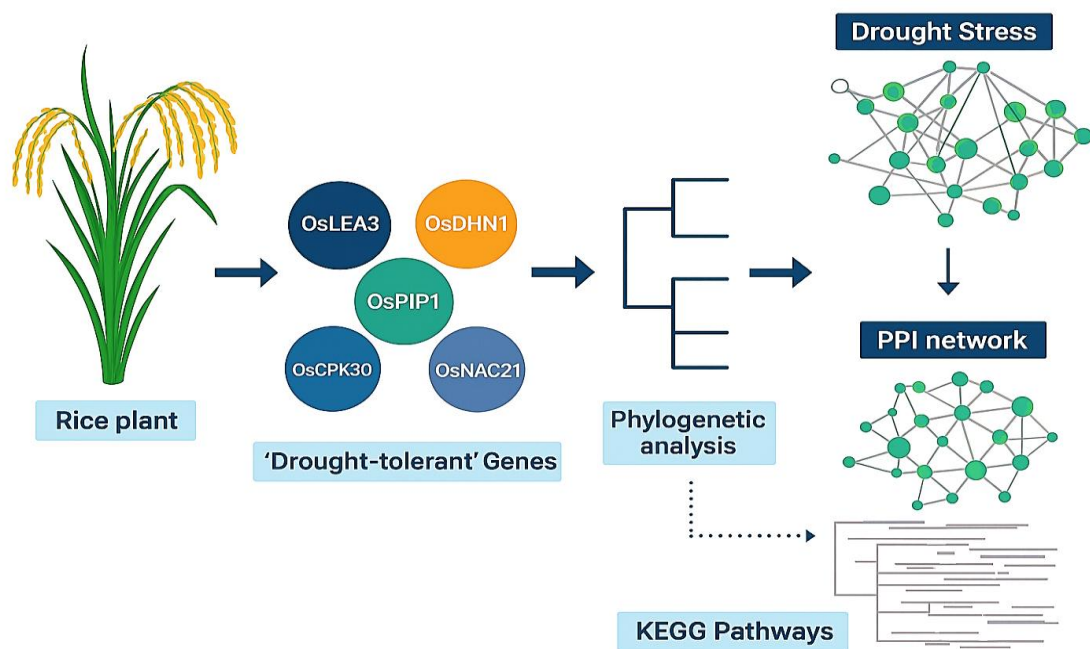 Drought Stress
OsLEA3
OsDHN1
OsPIP1
OsCPK30
OsNAC21
PPI network
Rice plant
Phylogenetic
analysis
'Drought-tolerant' Genes
KEGG Pathways